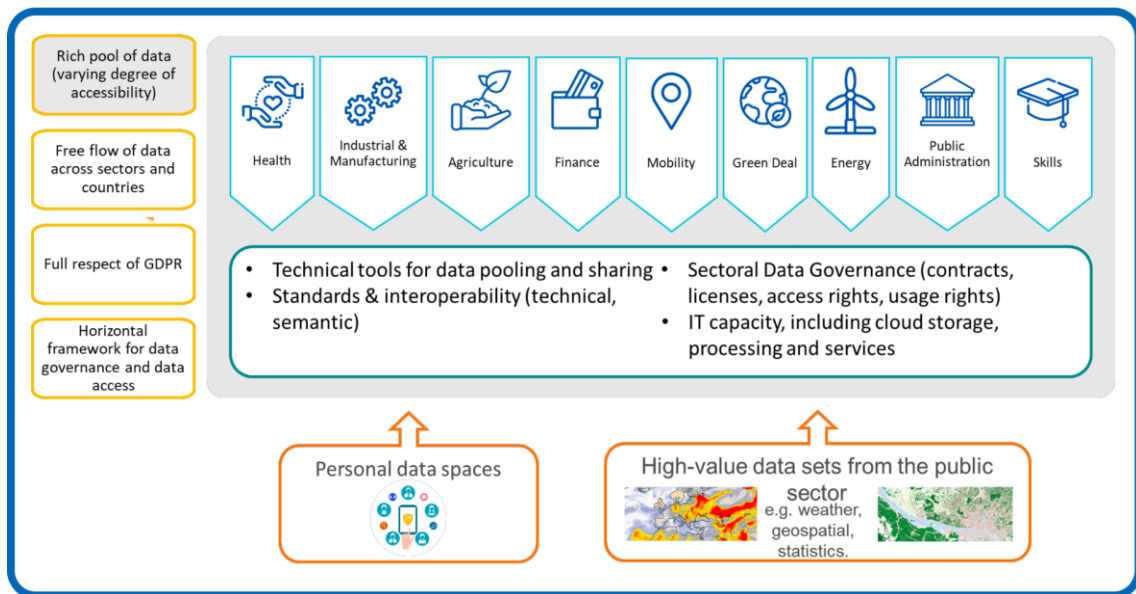 Rich pool of data
(varying degree of
accessibility)
Free flow of data
across sectors and
countries
Full respect of GDPR
Horizontal
framework for data
governance and data
access
Health
Industrial &
Manufacturing
Agriculture
Finance
Mobility
Green Deal
Energy
Public
Administration
Skills
• Technical tools for data pooling and sharing
• Standards & interoperability (technical,
semantic)
• Sectoral Data Governance (contracts,
licenses, access rights, usage rights)
• IT capacity, including cloud storage,
processing and services
Personal data spaces
High-value data sets from the public
sector
e.g. weather,
geospatial,
statistics.